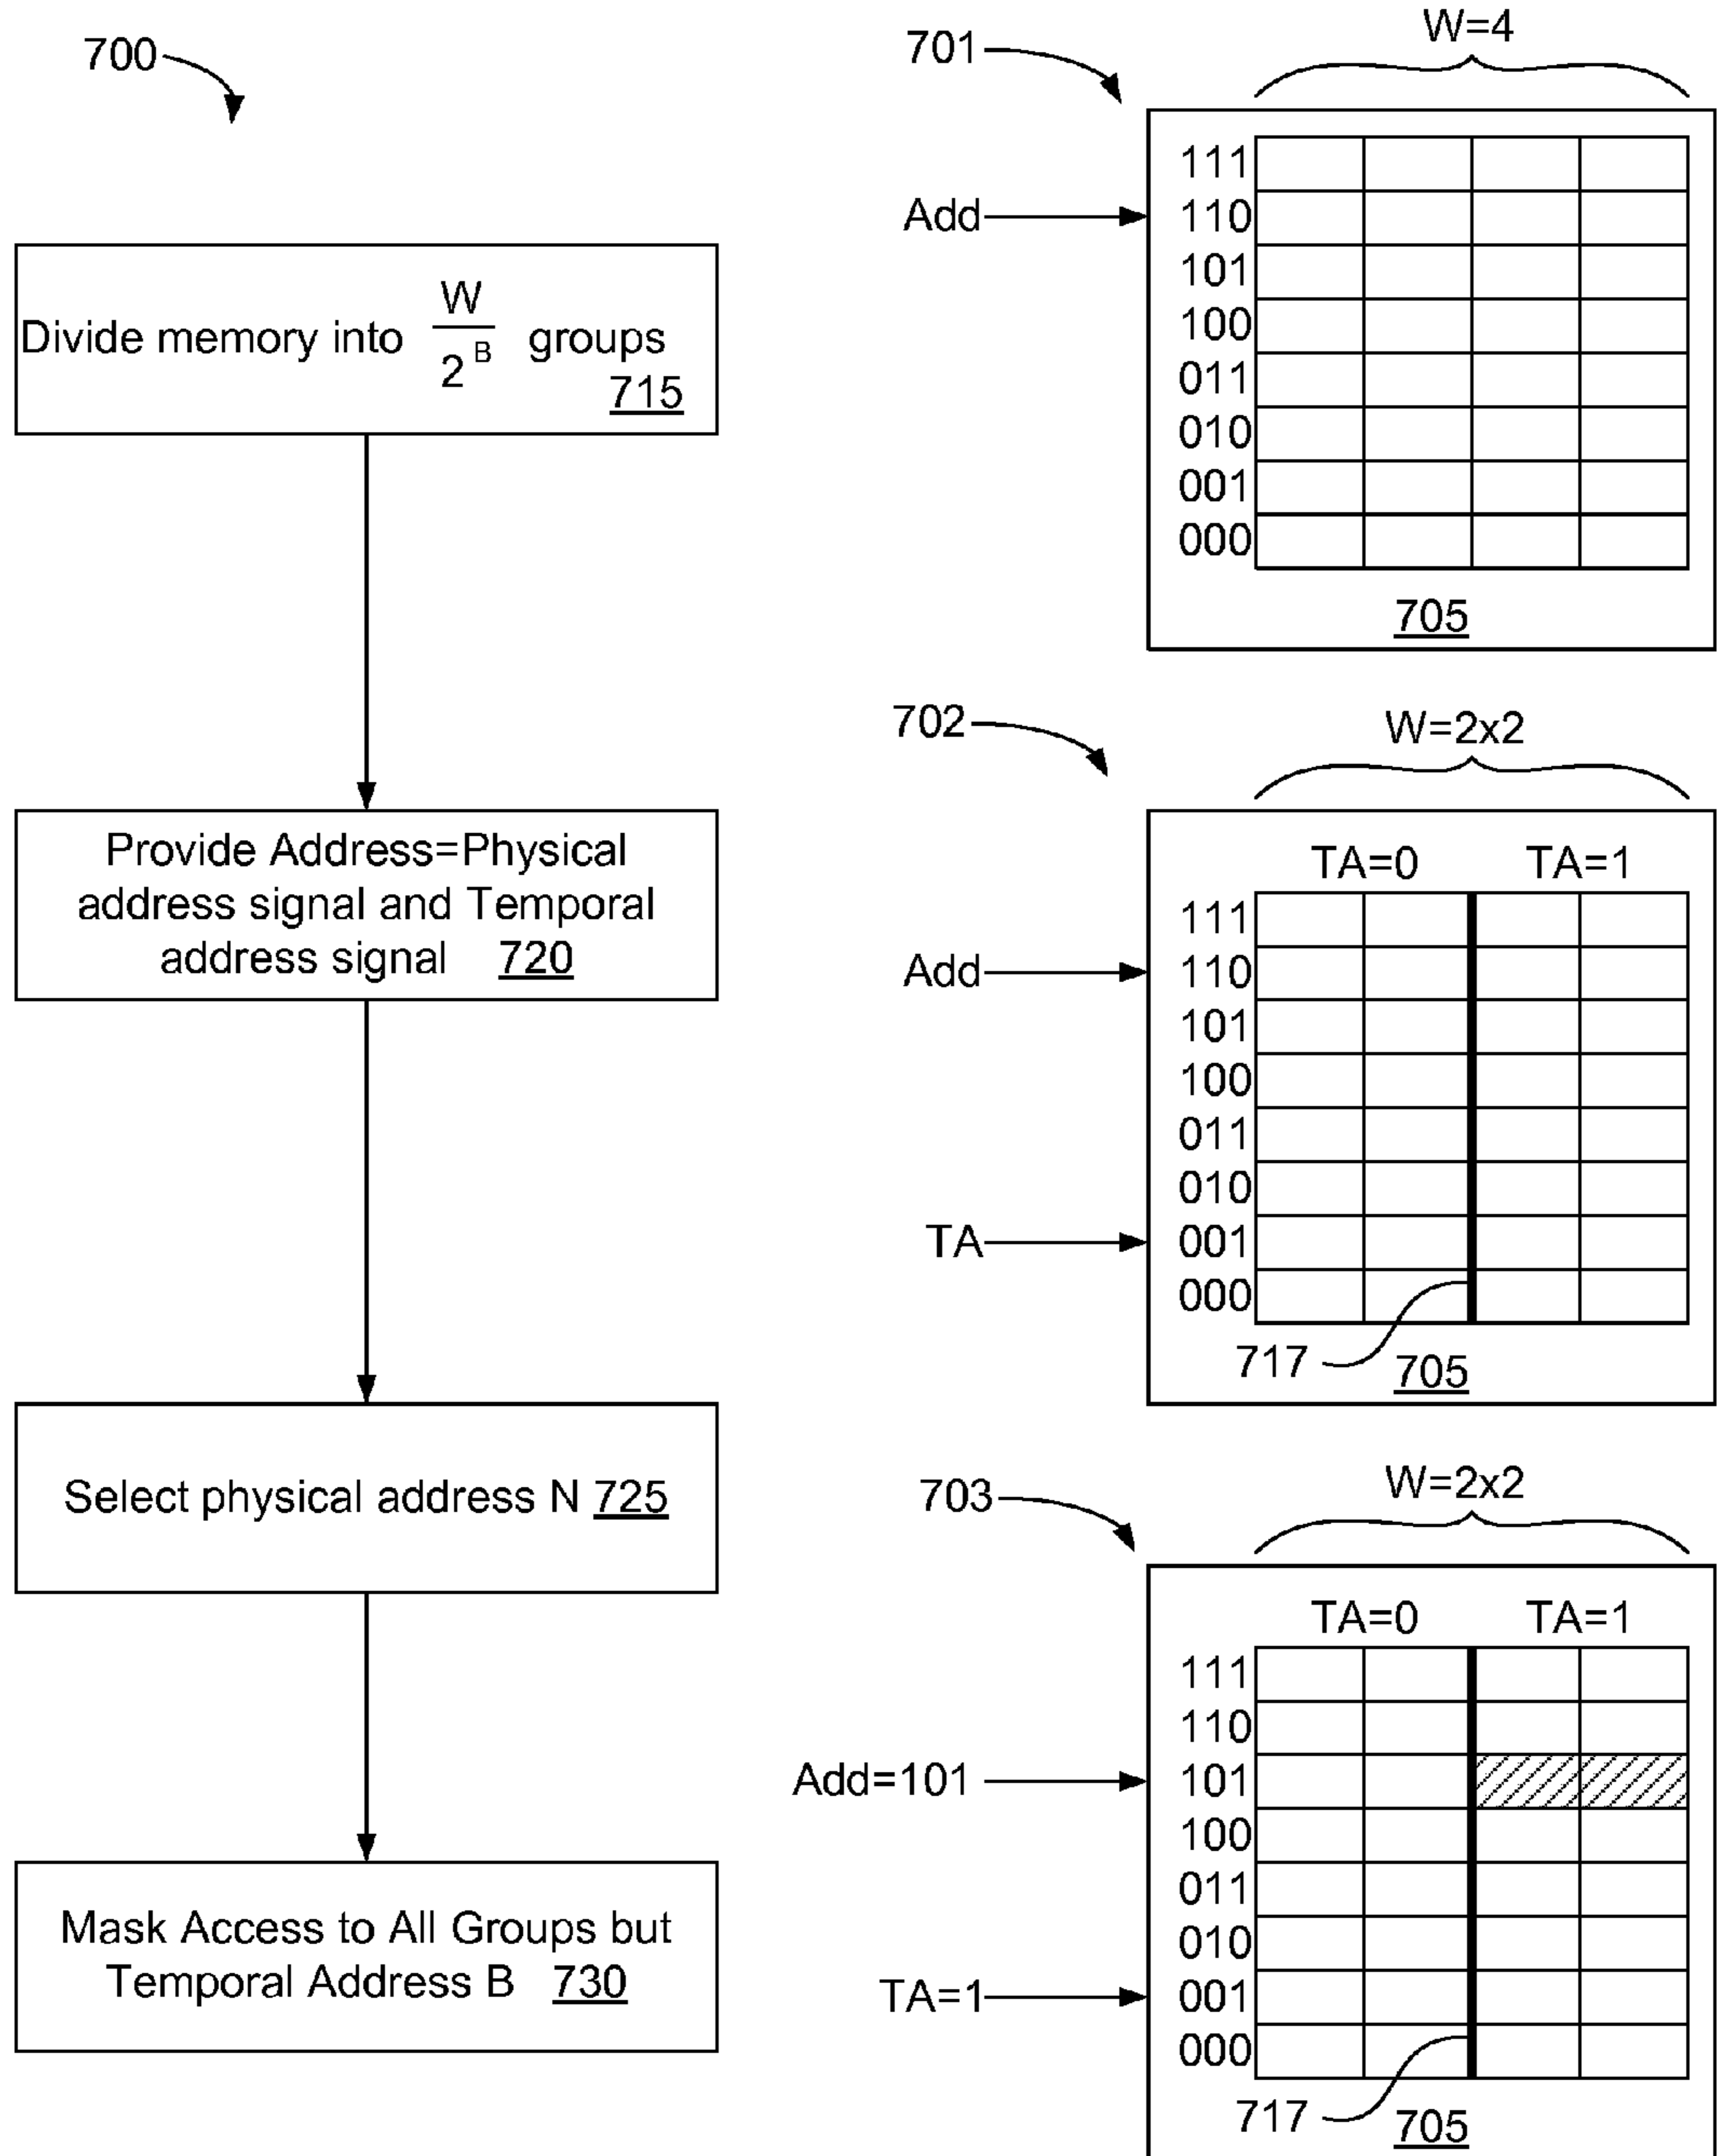 700
Divide memory into W/2^B groups
715
Provide Address=Physical
address signal and Temporal
address signal 720
Select physical address N 725
Mask Access to All Groups but
Temporal Address B 730
701
W=4
111
Add
110
101
100
011
010
001
000
705
702
W=2x2
TA=0 TA=1
111
Add
110
101
100
011
010
TA
001
000
717
705
703
W=2x2
TA=0 TA=1
111
110
Add=101
101
100
011
010
TA=1
001
000
717
705